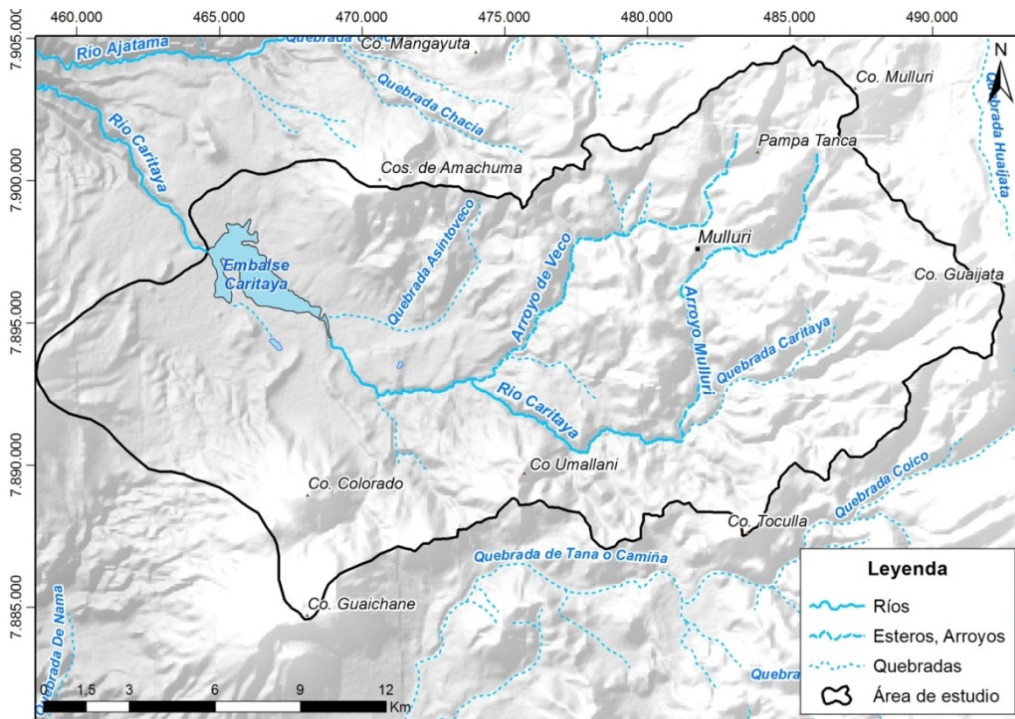 460.000
465.000
470.000
475.000
480.000
485.000
490.000
7.905.000
7.900.000
7.895.000
7.890.000
7.885.000
Río Ajatama
Co. Mangayuta
N
Co. Mulluri
Quebrada Chacia
Quebrada Huaijata
Río Caritaya
Pampa Tanca
Cos. de Amachuma
Quebrada Asintoveco
Mulluri
Embalse
Caritaya
Arroyo de Veco
Co. Guaijata
Arroyo Mulluri
Quebrada Caritaya
Río Caritaya
Co Umallani
Co. Colorado
Quebrada Coico
Co. Toculla
Quebrada de Tana o Camiña
Co. Guaichane
Quebrada De Nama
Leyenda
Ríos
Esteros, Arroyos
Quebradas
Área de estudio
0 1,5 3 6 9 12
Km